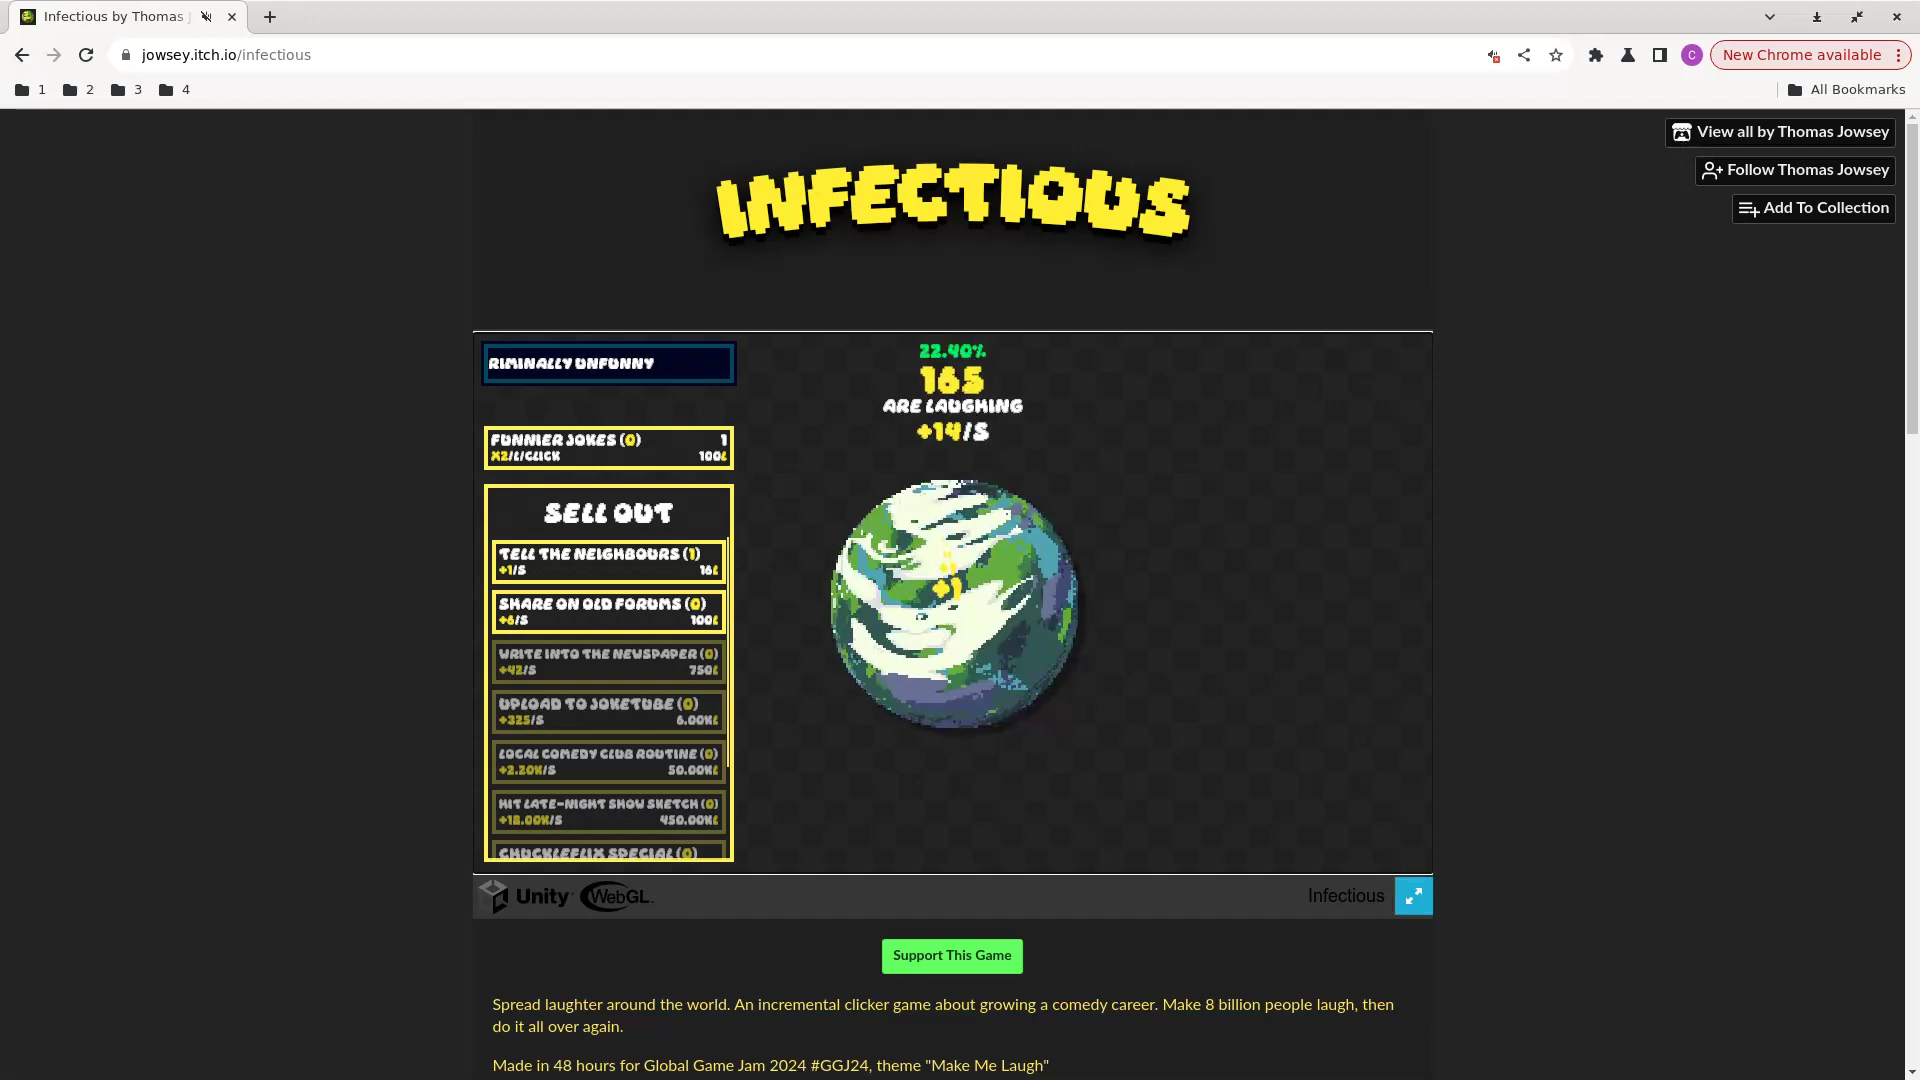 Infectious by Thomas J
jowsey.itch.io/infectious
C
New Chrome available
1
2
3
4
All Bookmarks
View all by Thomas Jowsey
Follow Thomas Jowsey
Add To Collection
INFECTIOUS
RIMINALLY UNFUNNY
22.40%
165
ARE LAUGHING
+14/S
FUNNIER JOKES (0) 1
X2/L/CLICK 100L
SELL OUT
TELL THE NEIGHBOURS (1)
+1/S 16L
SHARE ON OLD FORUMS (0)
+6/S 100L
WRITE INTO THE NEWSPAPER (0)
+42/S 750L
UPLOAD TO JOKETUBE (0)
+325/S 6.00KL
LOCAL COMEDY CLUB ROUTINE (0)
+2.20K/S 50.00KL
HIT LATE-NIGHT SHOW SKETCH (0)
+18.00K/S 450.00KL
CHUCKLEFLIX SPECIAL (0)
+1
Unity WebGL
Infectious
Support This Game
Spread laughter around the world. An incremental clicker game about growing a comedy career. Make 8 billion people laugh, then
do it all over again.
Made in 48 hours for Global Game Jam 2024 #GGJ24, theme "Make Me Laugh"